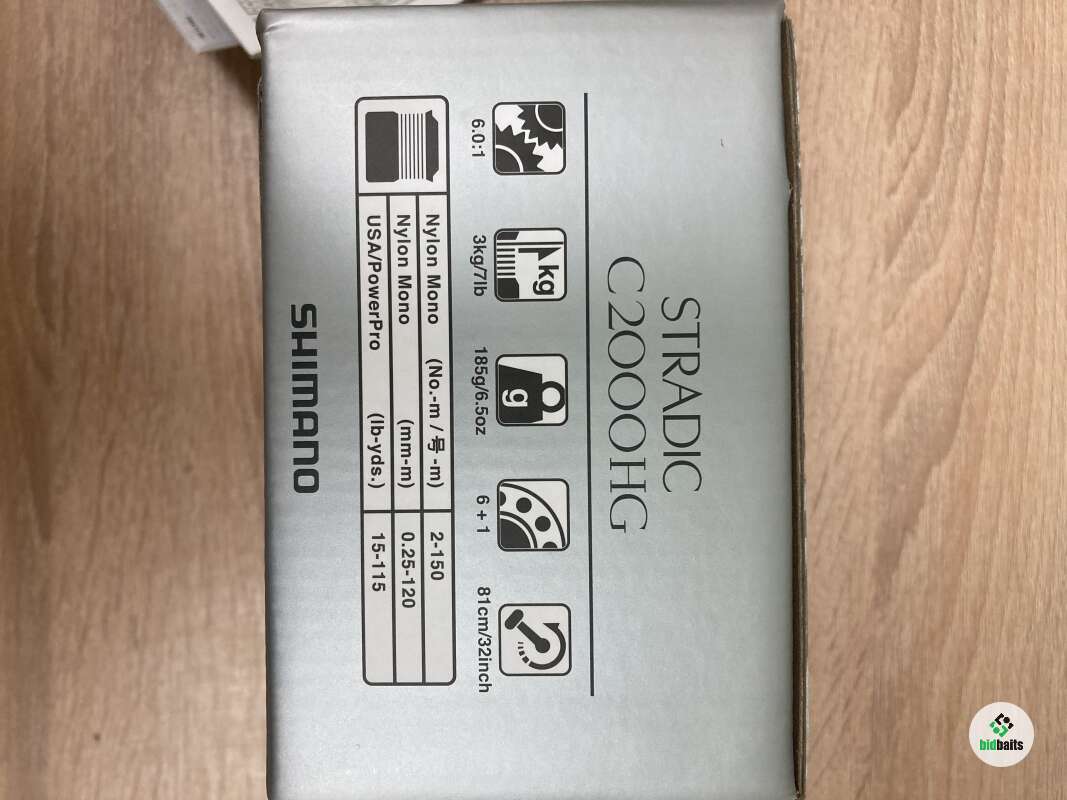 STRADIC
C2000HG
6.0:1
3kg/7lb
185g/6.5oz
6 + 1
81cm/32inch
kg
g
Nylon Mono (No.-m / 号 -m) 2-150
Nylon Mono (mm-m) 0.25-120
USA/PowerPro (lb-yds.) 15-115
SHIMANO
bidbaits